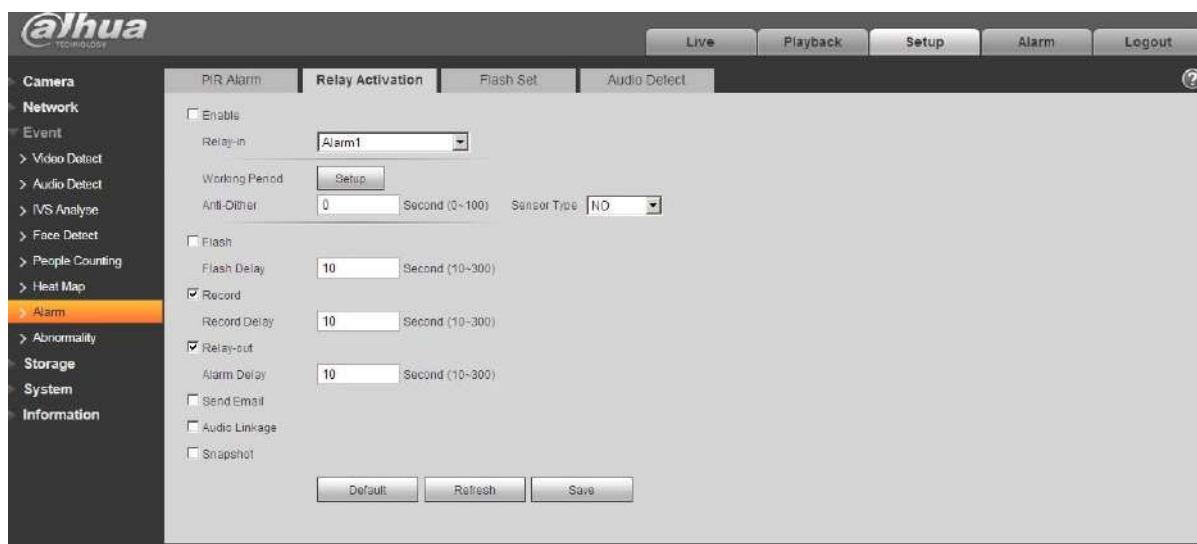 alhua
TECHNOLOGY
Live Playback Setup Alarm Logout
Camera
Network
Event
> Video Detect
> Audio Detect
> IVS Analyse
> Face Detect
> People Counting
> Heat Map
> Alarm
> Abnormality
Storage
System
Information
PIR Alarm Relay Activation Flash Set Audio Detect
?
Enable
Relay-in Alarm1
Working Period Setup
Anti-Dither 0 Second (0~100) Sensor Type NO
Flash
Flash Delay 10 Second (10~300)
Record
Record Delay 10 Second (10~300)
Relay-out
Alarm Delay 10 Second (10~300)
Send Email
Audio Linkage
Snapshot
Default Refresh Save